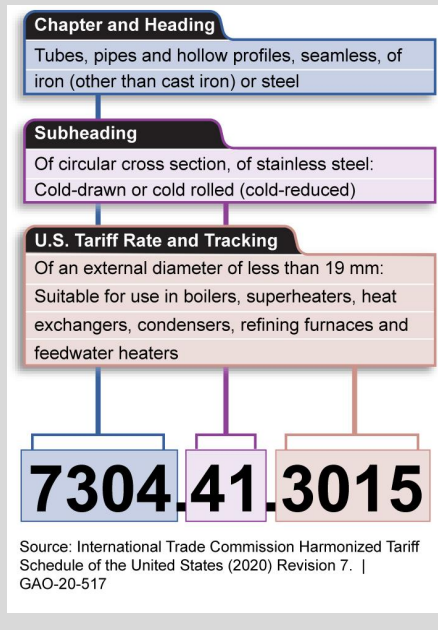 Chapter and Heading
Tubes, pipes and hollow profiles, seamless, of
iron (other than cast iron) or steel
Subheading
Of circular cross section, of stainless steel:
Cold-drawn or cold rolled (cold-reduced)
U.S. Tariff Rate and Tracking
Of an external diameter of less than 19 mm:
Suitable for use in boilers, superheaters, heat
exchangers, condensers, refining furnaces and
feedwater heaters
7304.41.3015
Source: International Trade Commission Harmonized Tariff
Schedule of the United States (2020) Revision 7. |
GAO-20-517